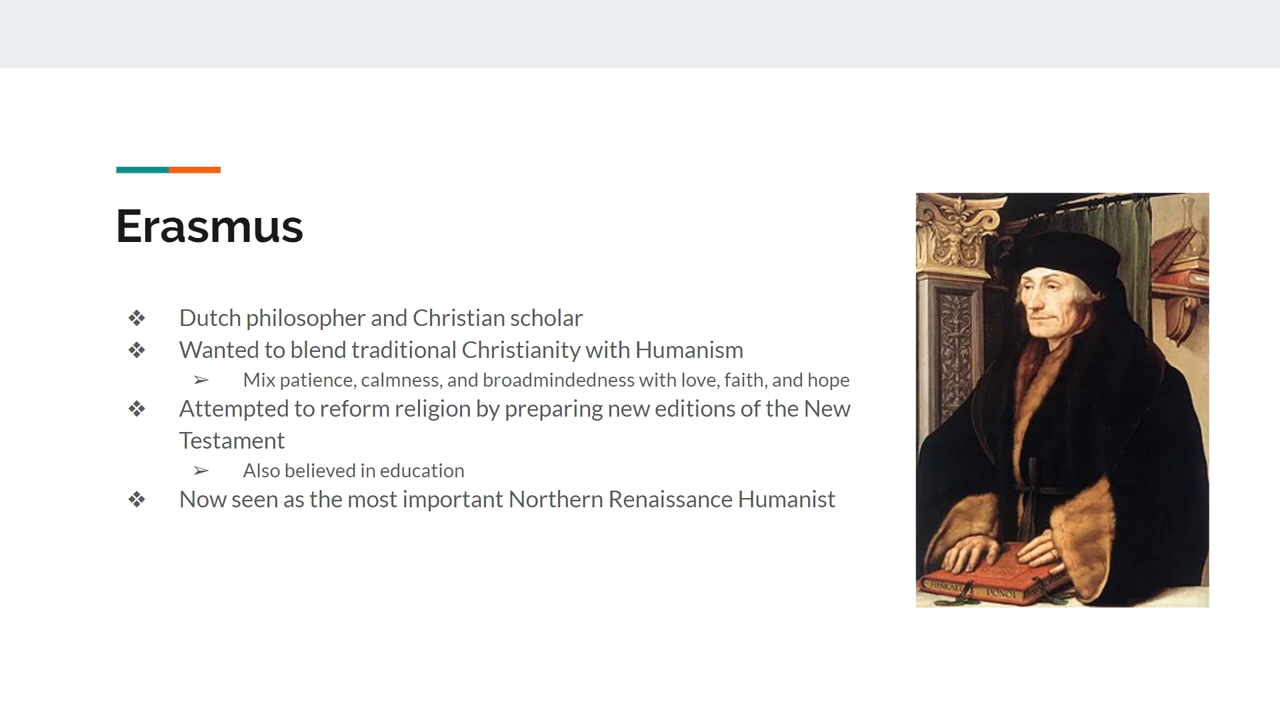 Erasmus
❖ Dutch philosopher and Christian scholar
❖ Wanted to blend traditional Christianity with Humanism
➢ Mix patience, calmness, and broadmindedness with love, faith, and hope
❖ Attempted to reform religion by preparing new editions of the New
Testament
➢ Also believed in education
❖ Now seen as the most important Northern Renaissance Humanist